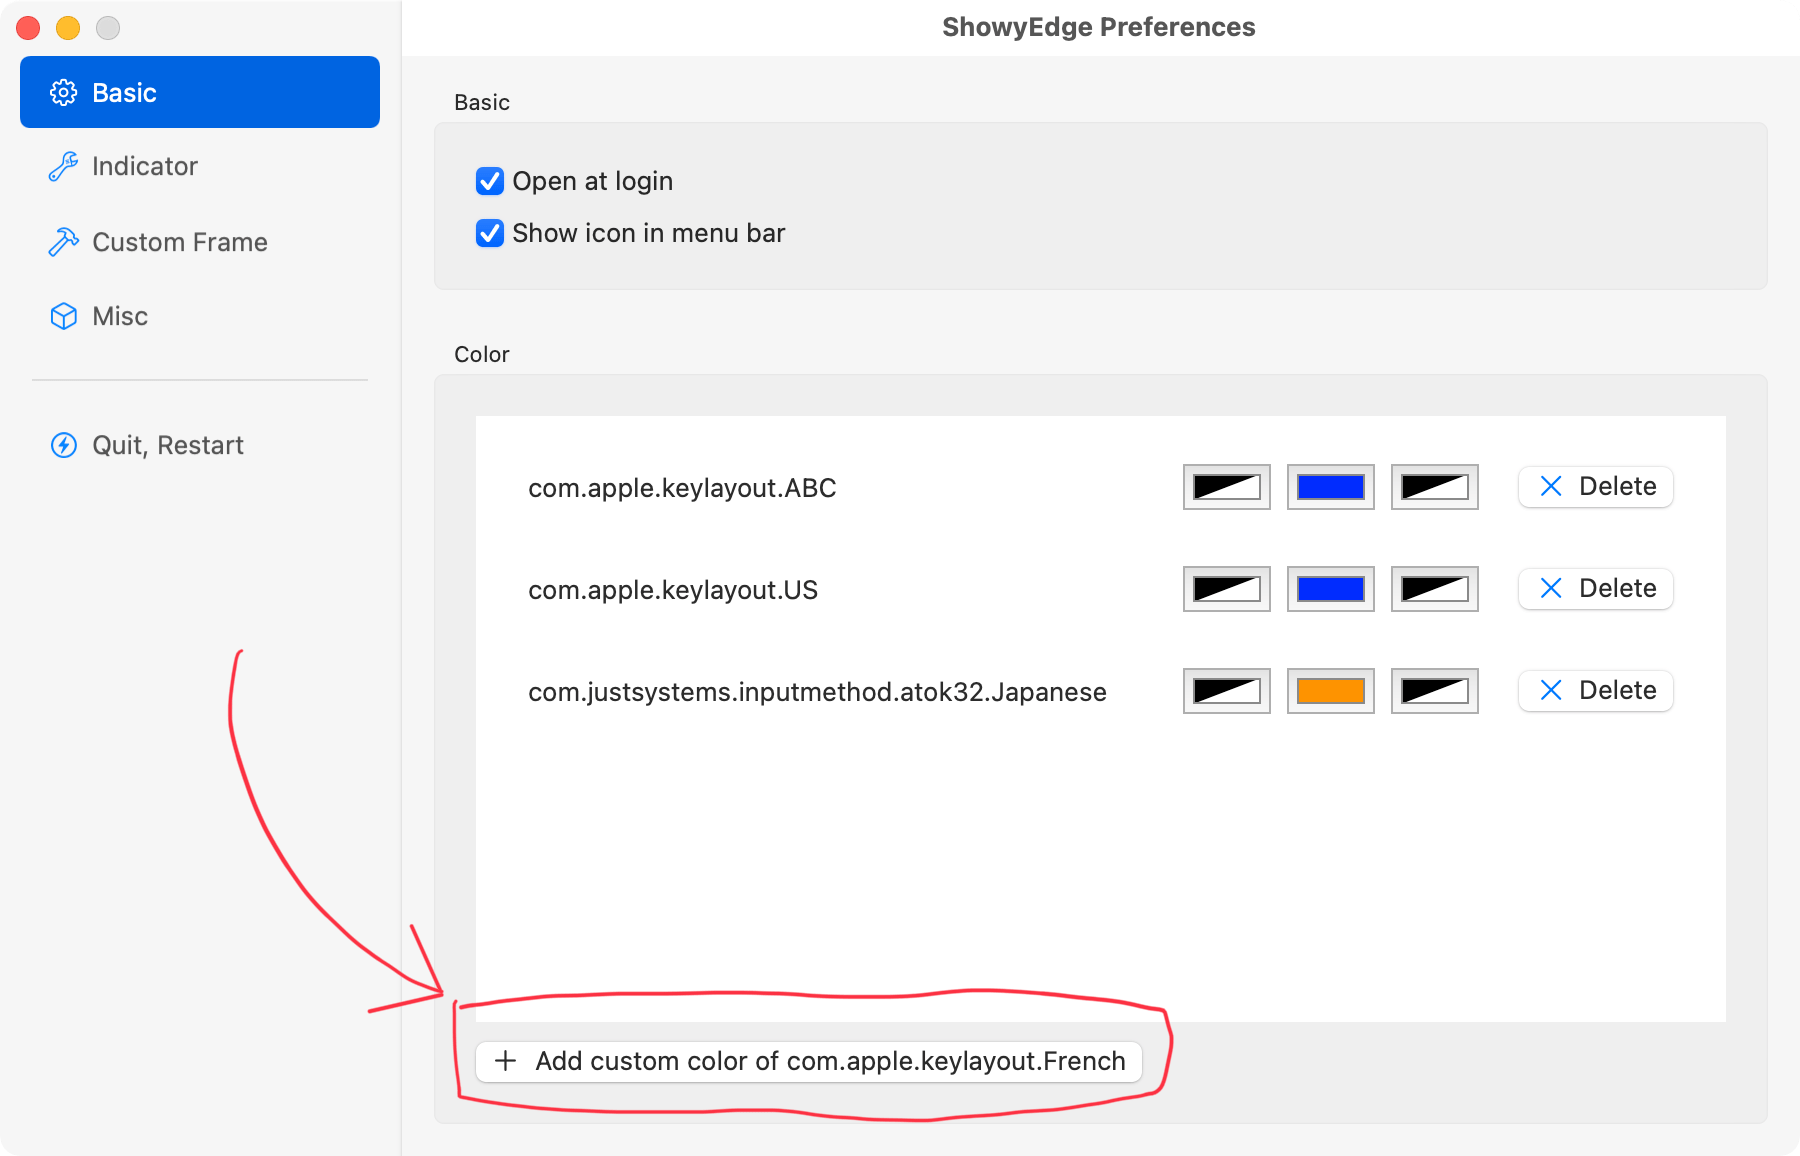 ShowyEdge Preferences
Basic
Indicator
Custom Frame
Misc
Quit, Restart
Basic
Open at login
Show icon in menu bar
Color
com.apple.keylayout.ABC
Delete
com.apple.keylayout.US
Delete
com.justsystems.inputmethod.atok32.Japanese
Delete
Add custom color of com.apple.keylayout.French